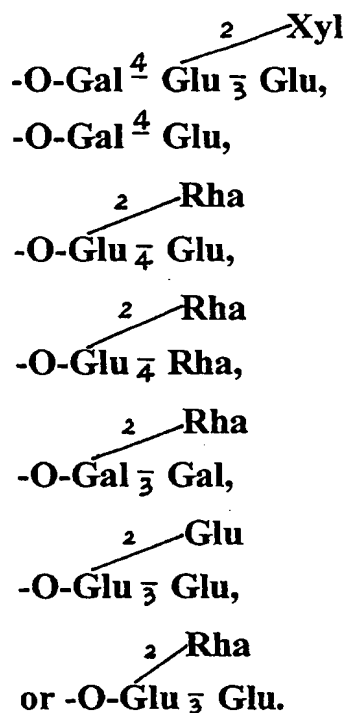 2 Xyl
-O-Gal 4 Glu 3 Glu,
-O-Gal 4 Glu,
2 Rha
-O-Glu 4 Glu,
2 Rha
-O-Glu 4 Rha,
2 Rha
-O-Gal 3 Gal,
2 Glu
-O-Glu 3 Glu,
2 Rha
or -O-Glu 3 Glu.